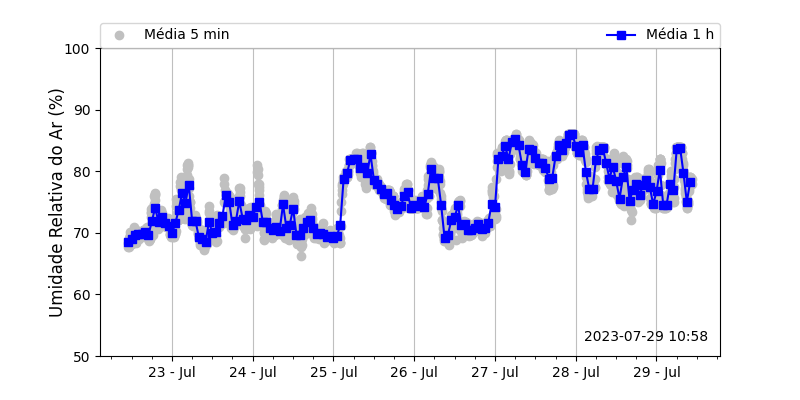 Média 5 min
Média 1 h
Umidade Relativa do Ar (%)
100
90
80
70
60
50
2023-07-29 10:58
23 - Jul
24 - Jul
25 - Jul
26 - Jul
27 - Jul
28 - Jul
29 - Jul